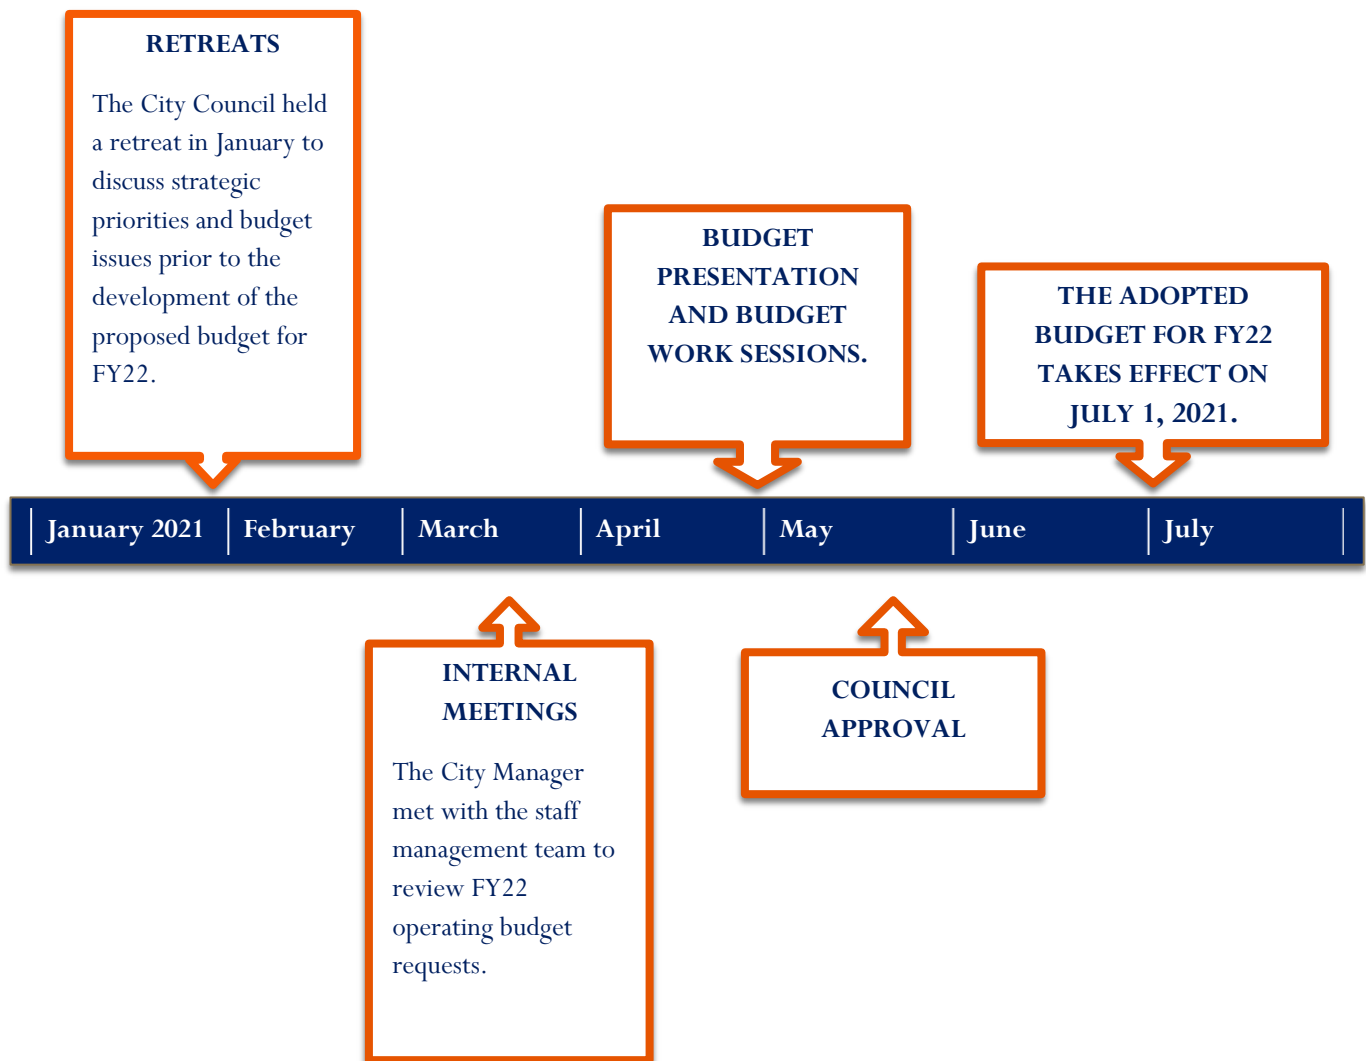 RETREATS
The City Council held
a retreat in January to
discuss strategic
priorities and budget
issues prior to the
development of the
proposed budget for
FY22.
BUDGET
PRESENTATION
AND BUDGET
WORK SESSIONS.
THE ADOPTED
BUDGET FOR FY22
TAKES EFFECT ON
JULY 1, 2021.
January 2021 February March April May June July
INTERNAL
MEETINGS
The City Manager
met with the staff
management team to
review FY22
operating budget
requests.
COUNCIL
APPROVAL